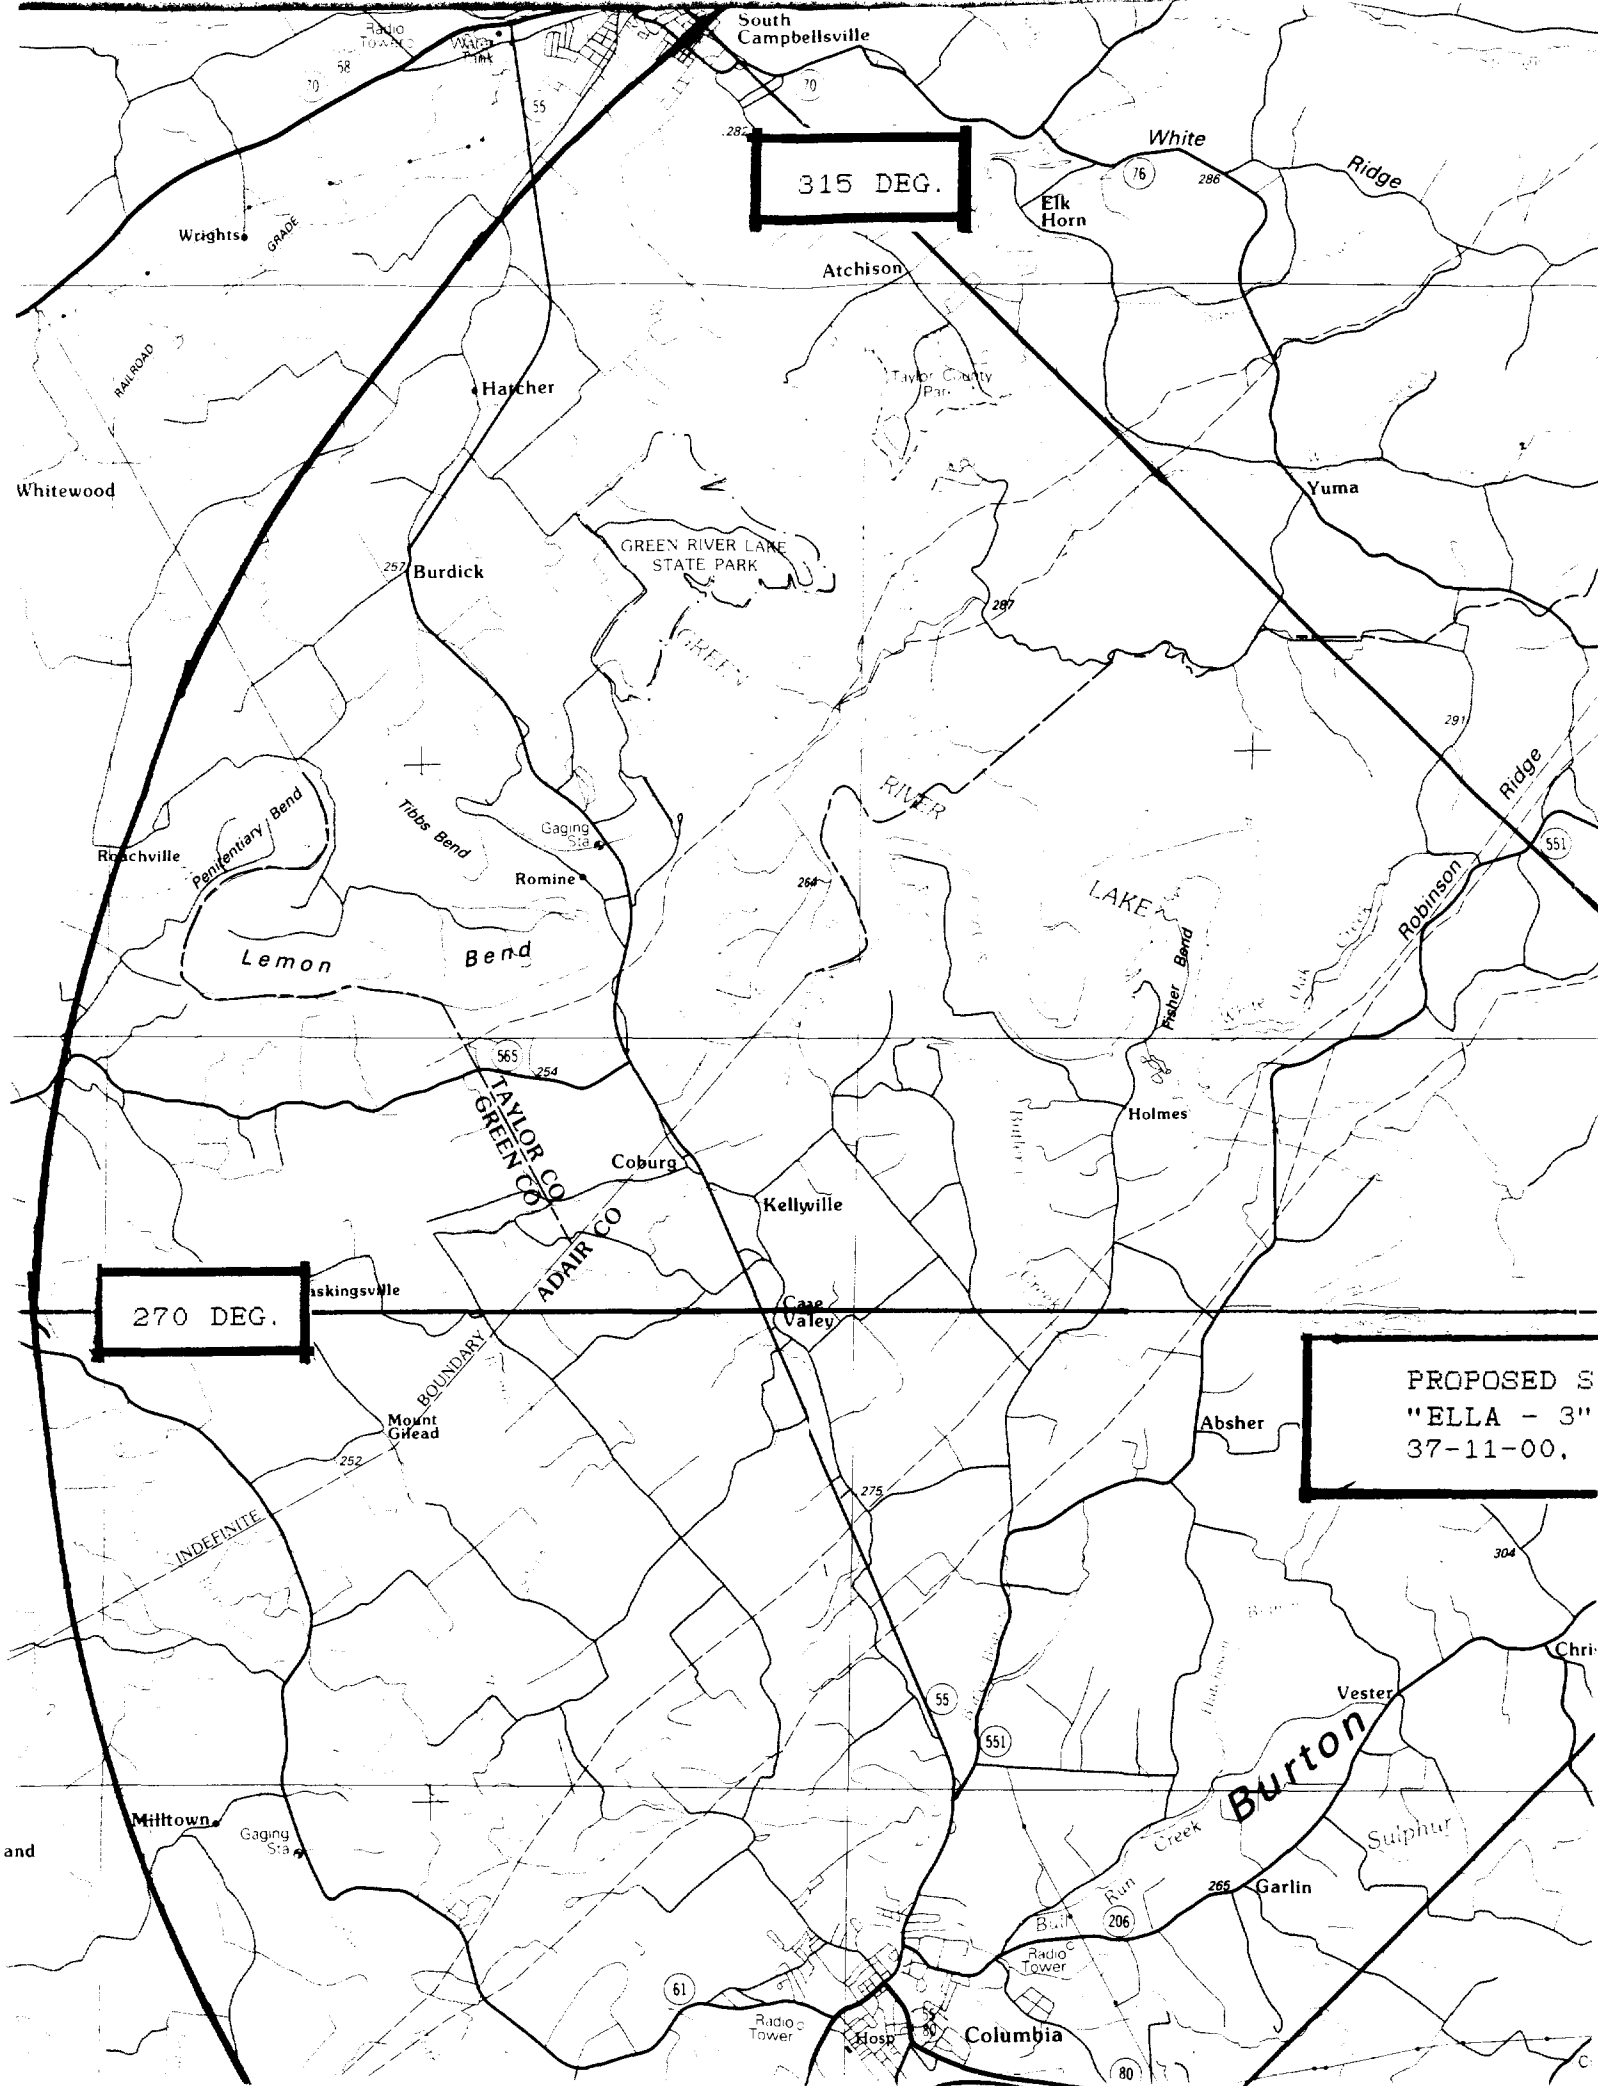 South
Campbellsville
Radio
Tower
Water
Tank
58
70
55
70
282
315 DEG.
White
Ridge
76
286
Elk
Horn
Wrights
GRADE
Atchison
RAILROAD
Hatcher
Taylor County
Whitewood
Yuma
GREEN RIVER LAKE
STATE PARK
257
Burdick
287
GREEN
291
Ridge
RIVER
Penitentiary Bend
Tibbs Bend
Gaging
Sta
551
Roachville
Romine
264
LAKE
Robinson
Lemon Bend
Fisher Bend
565
254
TAYLOR CO
GREEN CO
Holmes
Coburg
Kellyville
ADAIR CO
askingsville
270 DEG.
Cane
Valley
BOUNDARY
PROPOSED S
"ELLA - 3"
37-11-00,
Mount
Gilead
Absher
252
275
INDEFINITE
304
Chri
55
Vester
551
Burton
Milltown
Gaging
Sta
Creek
Sulphur
and
265
Garlin
Run
Bull
206
Radio
Tower
61
Radio
Tower
Hosp
Columbia
80